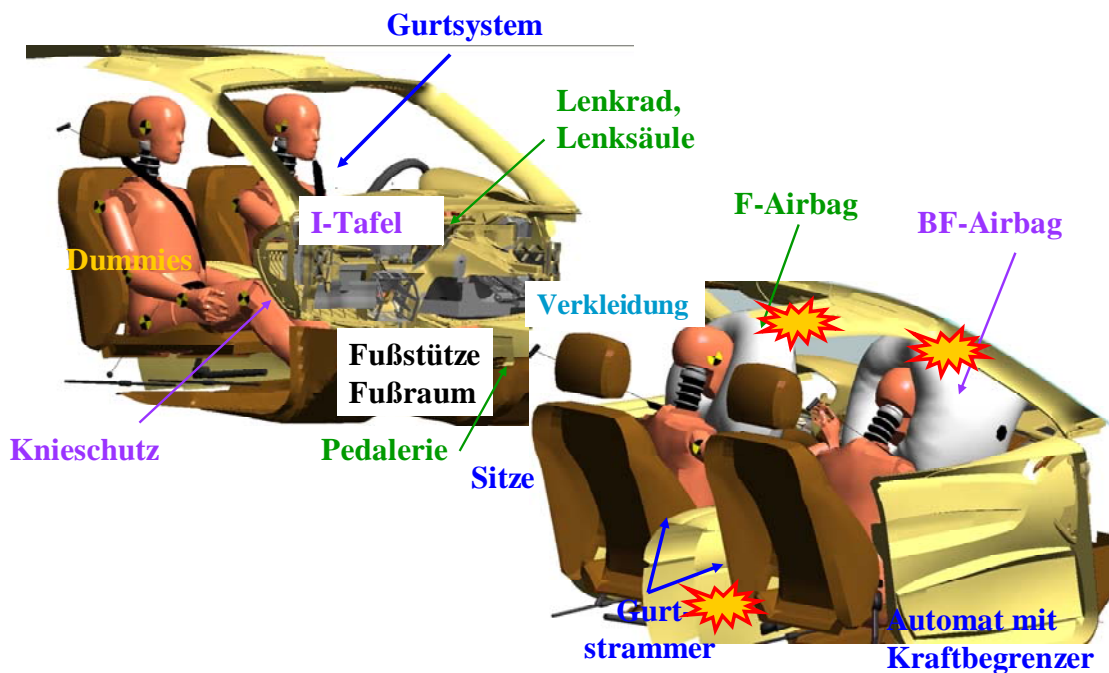 Gurtsystem
Lenkrad,
Lenksäule
F-Airbag
BF-Airbag
I-Tafel
Dummies
Verkleidung
Fußstütze
Fußraum
Knieschutz
Pedalerie
Sitze
Gurt-
strammer
Automat mit
Kraftbegrenzer